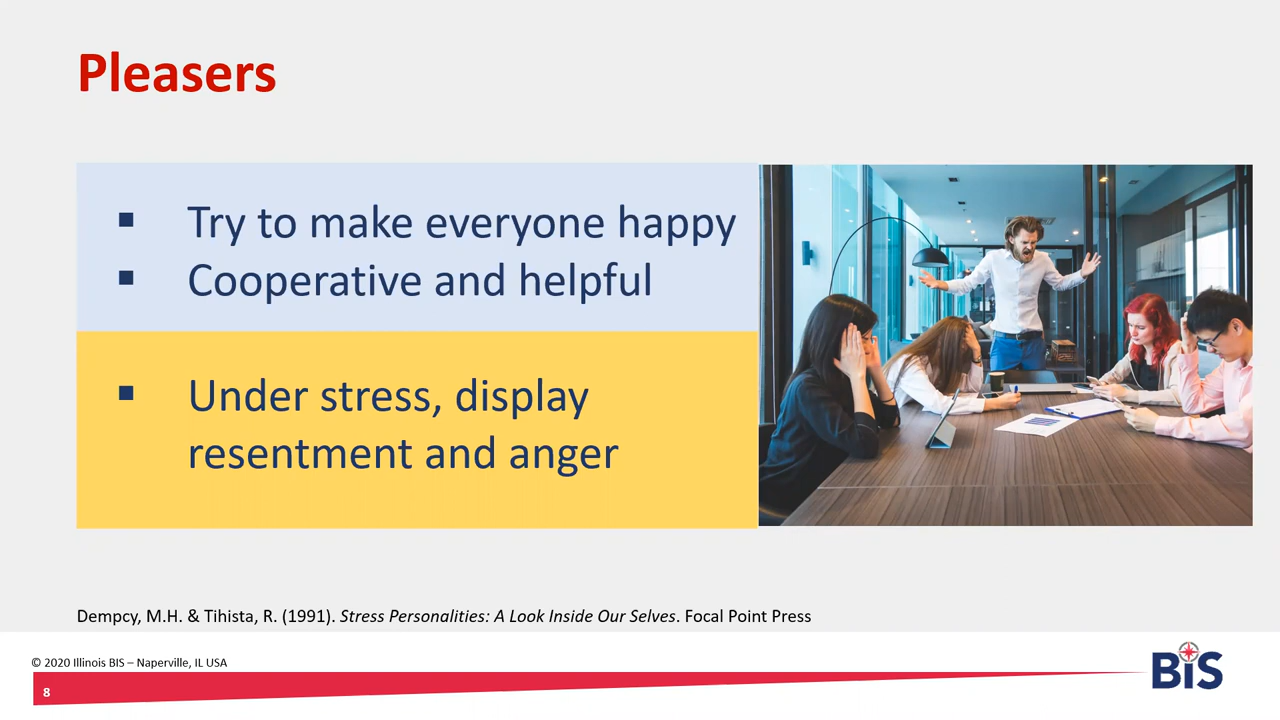 Pleasers
▪ Try to make everyone happy
▪ Cooperative and helpful
▪ Under stress, display
resentment and anger
Dempcy, M.H. & Tihista, R. (1991). Stress Personalities: A Look Inside Our Selves. Focal Point Press
© 2020 Illinois BIS – Naperville, IL USA
8
BiS